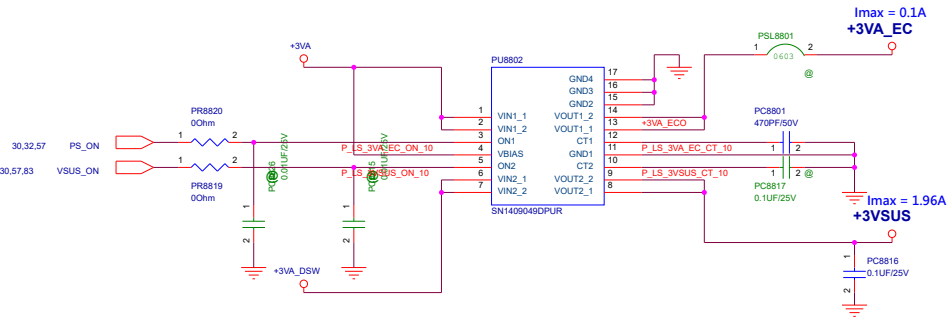 Imax = 0.1A
+3VA_EC
PSL8801
1
2
0603
@
+3VA
PU8802
GND4
17
GND3
16
GND2
15
1
VIN1_1
VOUT1_2
14
2
VIN1_2
VOUT1_1
13
+3VA_ECO
3
ON1
CT1
12
4
VBIAS
GND1
11
5
ON2
CT2
10
6
VIN2_1
VOUT2_2
9
7
VIN2_2
VOUT2_1
8
SN1409049DPUR
PR8820
0Ohm
1
2
30,32,57
PS_ON
P_LS_3VA_EC_ON_10
P_LS_3VA_EC_CT_10
30,57,83
VSUS_ON
1
2
PR8819
0Ohm
P_LS_3VSUS_CT_10
PC8801
470PF/50V
1
2
1
2
@
PC8817
0.1UF/25V
@
@
1
2
1
2
+3VA_DSW
Imax = 1.96A
+3VSUS
1
2
PC8816
0.1UF/25V